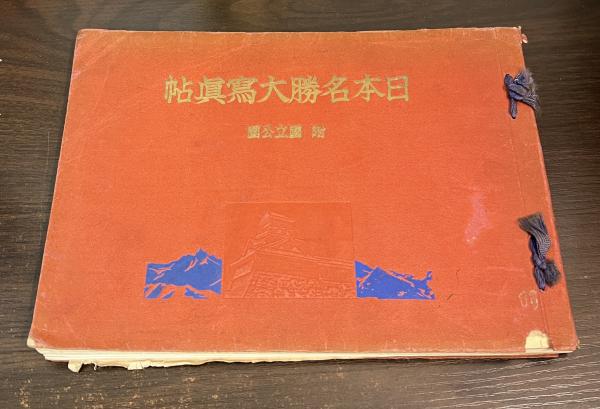 日本名勝大寫眞帖
附 國立公園